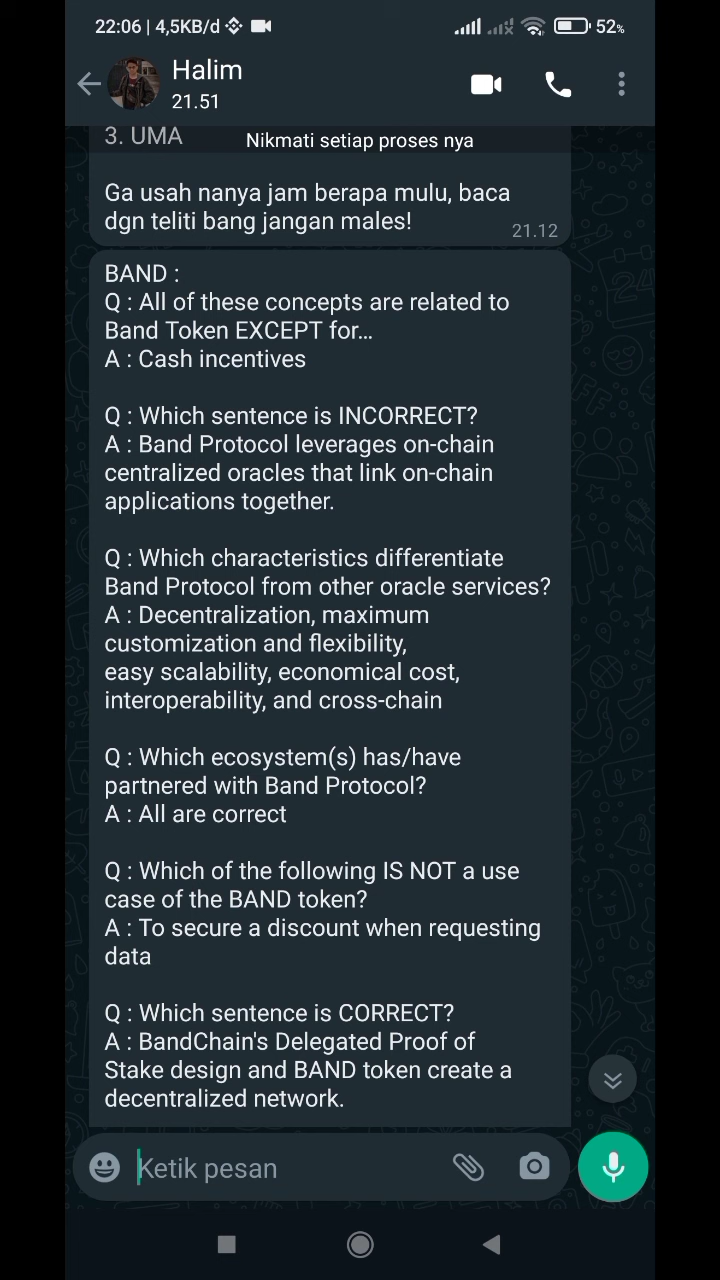 22:06 | 4,5KB/d 52%
Halim
21.51
3. UMA
Nikmati setiap proses nya
Ga usah nanya jam berapa mulu, baca
dgn teliti bang jangan males!
21.12
BAND :
Q : All of these concepts are related to
Band Token EXCEPT for...
A : Cash incentives
Q : Which sentence is INCORRECT?
A : Band Protocol leverages on-chain
centralized oracles that link on-chain
applications together.
Q : Which characteristics differentiate
Band Protocol from other oracle services?
A : Decentralization, maximum
customization and flexibility,
easy scalability, economical cost,
interoperability, and cross-chain
Q : Which ecosystem(s) has/have
partnered with Band Protocol?
A : All are correct
Q : Which of the following IS NOT a use
case of the BAND token?
A : To secure a discount when requesting
data
Q : Which sentence is CORRECT?
A : BandChain's Delegated Proof of
Stake design and BAND token create a
decentralized network.
Ketik pesan